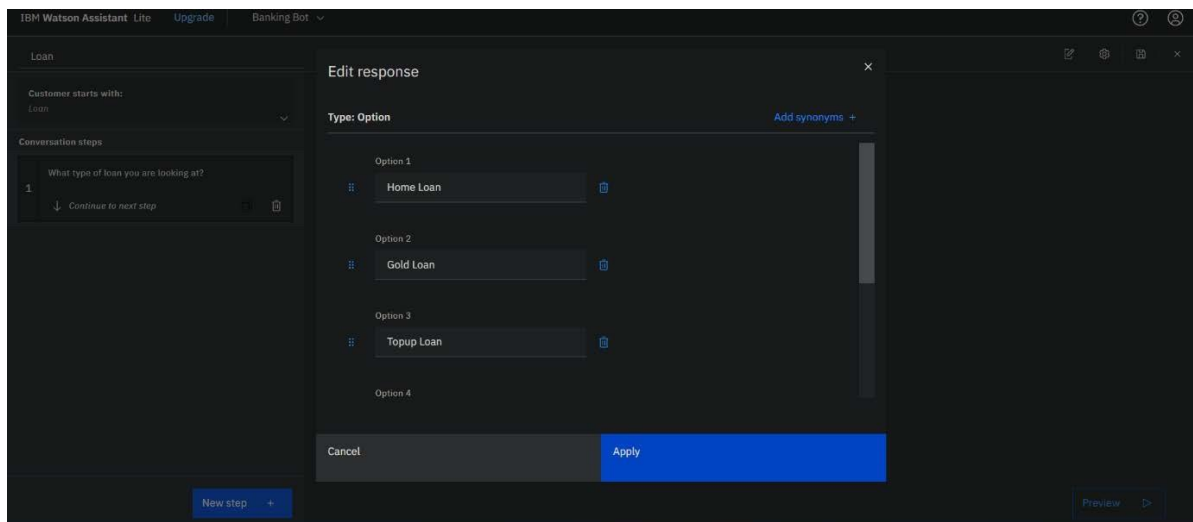 IBM Watson Assistant Lite Upgrade Banking Bot
Loan
Customer starts with:
Loan
Conversation steps
1
What type of loan you are looking at?
Continue to next step
New step +
Edit response
Type: Option
Add synonyms +
Option 1
Home Loan
Option 2
Gold Loan
Option 3
Topup Loan
Option 4
Cancel
Apply
Preview